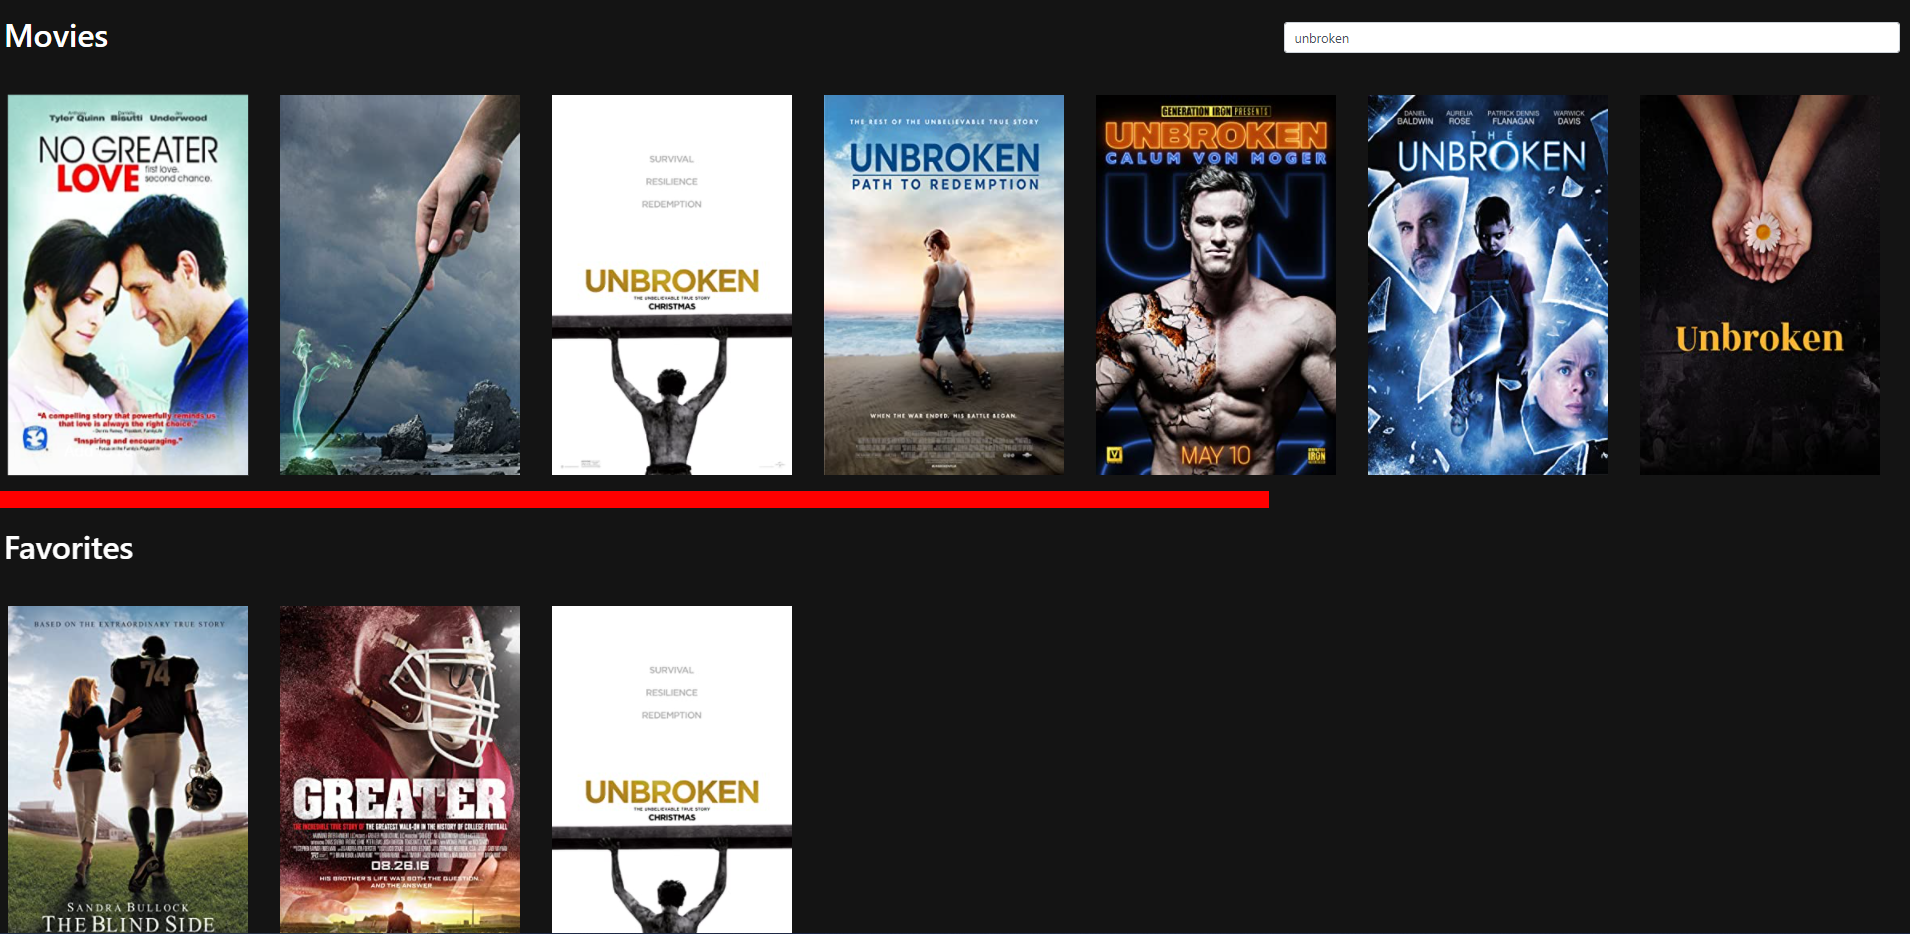 Movies
unbroken
Tyler Quinn Danielle Bisutti Jay Underwood
NO GREATER
LOVE first love.
second chance.
"A compelling story that powerfully reminds us
that love is always the right choice."
"Inspiring and encouraging."
SURVIVAL
RESILIENCE
REDEMPTION
UNBROKEN
THE UNBELIEVABLE TRUE STORY
CHRISTMAS
THE REST OF THE UNBELIEVABLE TRUE STORY
UNBROKEN
PATH TO REDEMPTION
WHEN THE WAR ENDED, HIS BATTLE BEGAN.
GENERATION IRON PRESENTS
UNBROKEN
CALUM VON MOGER
UN
MAY 10
DANIEL BALDWIN AURELIA ROSE PATRICK DENNIS FLANAGAN WARWICK DAVIS
THE
UNBROKEN
Unbroken
Favorites
BASED ON THE EXTRAORDINARY TRUE STORY
74
SANDRA BULLOCK
THE BLIND SIDE
GREATER
THE INCREDIBLE TRUE STORY OF THE GREATEST WALK-ON IN THE HISTORY OF COLLEGE FOOTBALL
08.26.16
HIS BROTHER'S LIFE WAS BOTH THE QUESTION...
AND THE ANSWER
SURVIVAL
RESILIENCE
REDEMPTION
UNBROKEN
THE UNBELIEVABLE TRUE STORY
CHRISTMAS